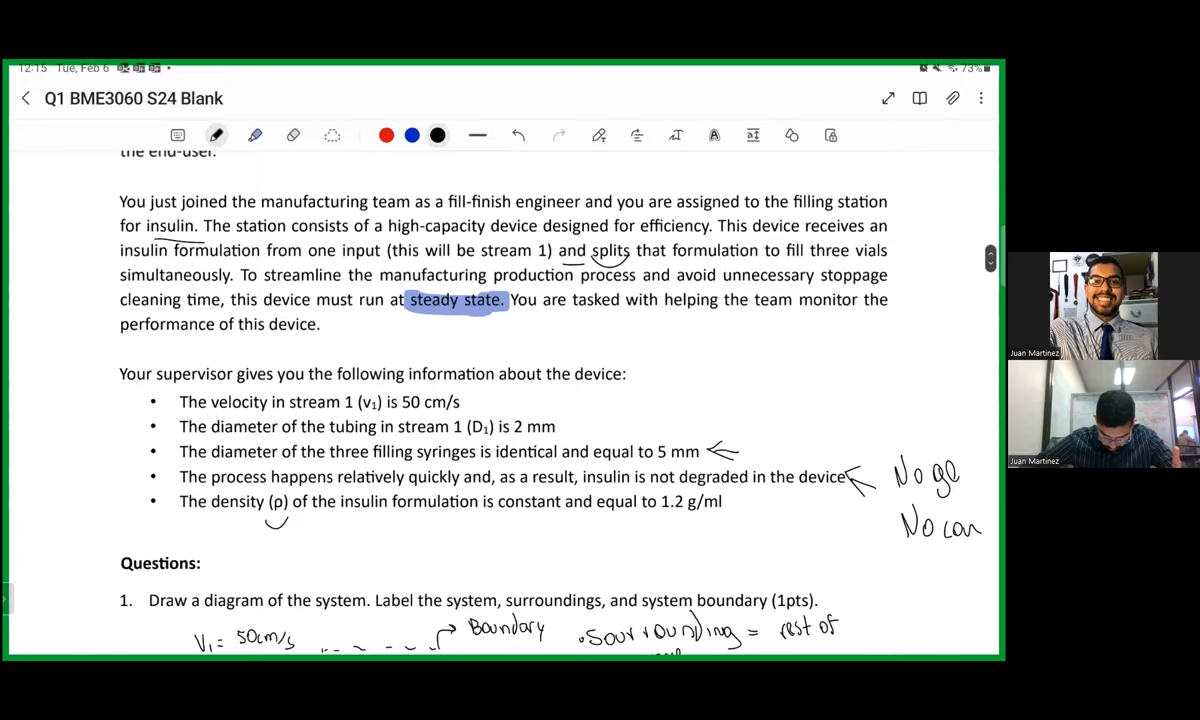 12:15 Tue, Feb 6
73%
Q1 BME3060 S24 Blank
the end-user.
You just joined the manufacturing team as a fill-finish engineer and you are assigned to the filling station
for insulin. The station consists of a high-capacity device designed for efficiency. This device receives an
insulin formulation from one input (this will be stream 1) and splits that formulation to fill three vials
simultaneously. To streamline the manufacturing production process and avoid unnecessary stoppage
cleaning time, this device must run at steady state. You are tasked with helping the team monitor the
performance of this device.
Your supervisor gives you the following information about the device:
• The velocity in stream 1 (v₁) is 50 cm/s
• The diameter of the tubing in stream 1 (D₁) is 2 mm
• The diameter of the three filling syringes is identical and equal to 5 mm
• The process happens relatively quickly and, as a result, insulin is not degraded in the device
• The density (ρ) of the insulin formulation is constant and equal to 1.2 g/ml
No ge
No con
Questions:
1. Draw a diagram of the system. Label the system, surroundings, and system boundary (1pts).
V₁ = 50cm/s
→ Boundary
•Sourrounding = rest of
Juan Martinez
Juan Martinez